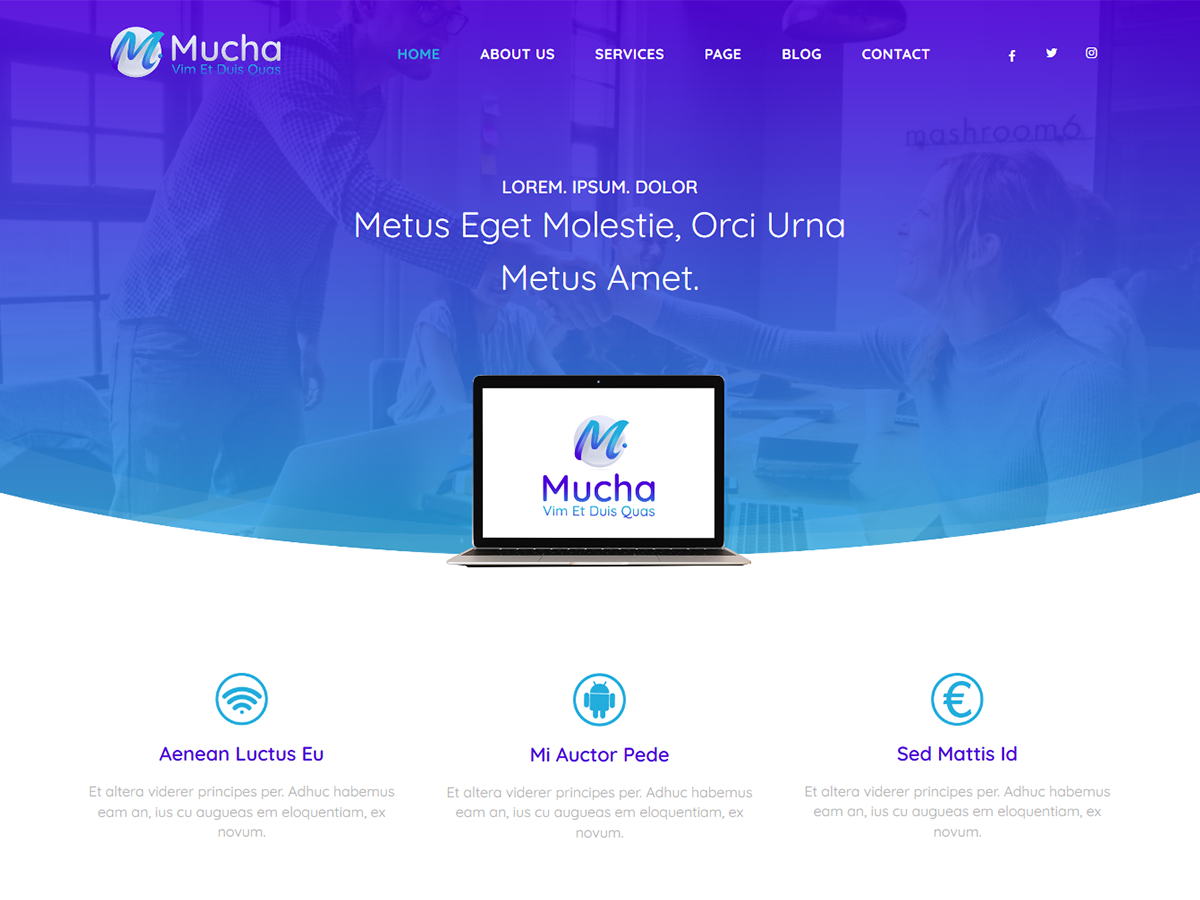 Mucha
Vim Et Duis Quas
HOME ABOUT US SERVICES PAGE BLOG CONTACT
mashroom6
LOREM. IPSUM. DOLOR
Metus Eget Molestie, Orci Urna
Metus Amet.
M.
Mucha
Vim Et Duis Quas
Aenean Luctus Eu
Et altera viderer principes per. Adhuc habemus
eam an, ius cu augueas em eloquentiam, ex
novum.
Mi Auctor Pede
Et altera viderer principes per. Adhuc habemus
eam an, ius cu augueas em eloquentiam, ex
novum.
Sed Mattis Id
Et altera viderer principes per. Adhuc habemus
eam an, ius cu augueas em eloquentiam, ex
novum.